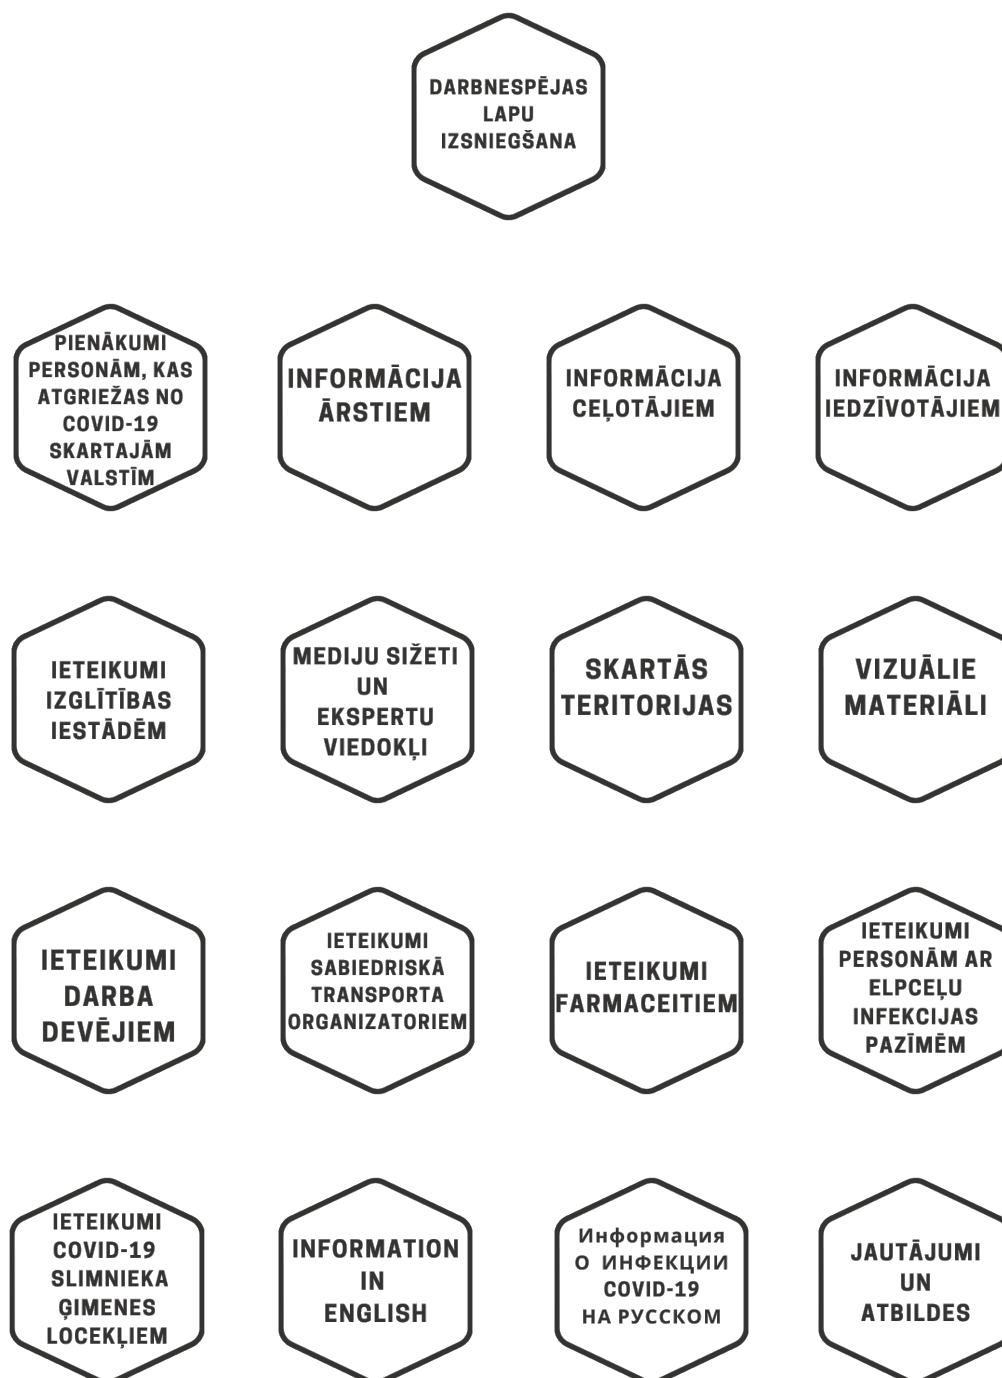 DARBNESPĒJAS
LAPU
IZSNIEGŠANA
PIENĀKUMI
PERSONĀM, KAS
ATGRIEŽAS NO
COVID-19
SKARTAJĀM
VALSTĪM
INFORMĀCIJA
ĀRSTIEM
INFORMĀCIJA
CEĻOTĀJIEM
INFORMĀCIJA
IEDZĪVOTĀJIEM
IETEIKUMI
IZGLĪTĪBAS
IESTĀDĒM
MEDIJU SIŽETI
UN
EKSPERTU
VIEDOKĻI
SKARTĀS
TERITORIJAS
VIZUĀLIE
MATERIĀLI
IETEIKUMI
DARBA
DEVĒJIEM
IETEIKUMI
SABIEDRISKĀ
TRANSPORTA
ORGANIZATORIEM
IETEIKUMI
FARMACEITIEM
IETEIKUMI
PERSONĀM AR
ELPCEĻU
INFEKCIJAS
PAZĪMĒM
IETEIKUMI
COVID-19
SLIMNIEKA
ĢIMENES
LOCEKĻIEM
INFORMATION
IN
ENGLISH
Информация
О ИНФЕКЦИИ
COVID-19
НА РУССКОМ
JAUTĀJUMI
UN
ATBILDES